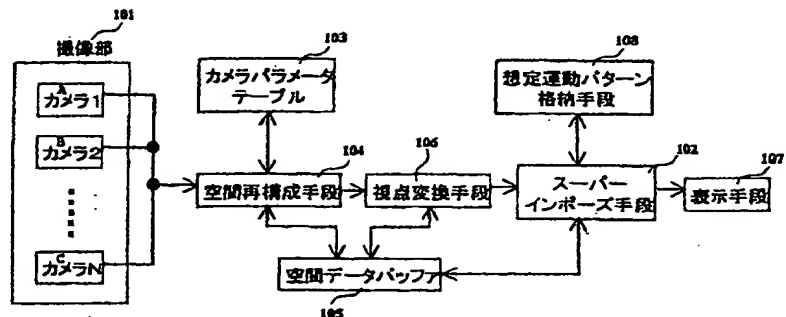 101
撮像部
A
カメラ1
B
カメラ2
C
カメラN
103
カメラパラメータ
テーブル
104
空間再構成手段
106
視点変換手段
108
想定運動パターン
格納手段
102
スーパー
インポーズ手段
107
表示手段
空間データバッファ
105